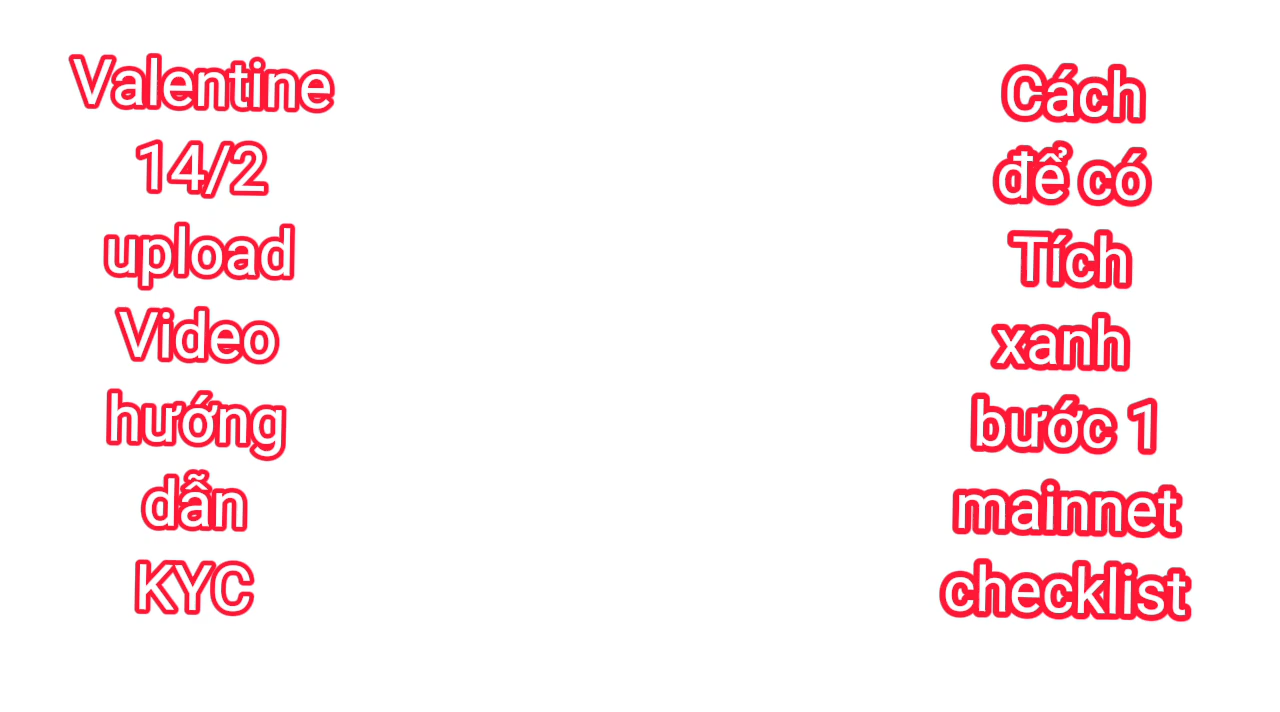 Valentine
14/2
upload
Video
hướng
dẫn
KYC
Cách
để có
Tích
xanh
bước 1
mainnet
checklist